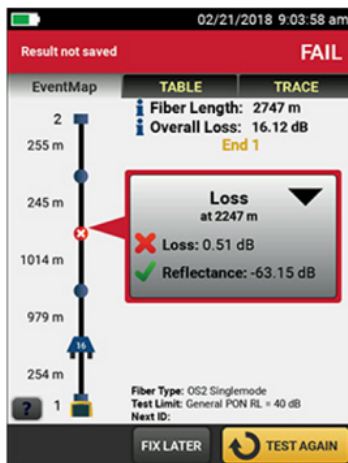 02/21/2018 9:03:58 am
Result not saved
FAIL
EventMap TABLE TRACE
Fiber Length: 2747 m
Overall Loss: 16.12 dB
End 1
2
255 m
245 m
Loss
at 2247 m
Loss: 0.51 dB
Reflectance: -63.15 dB
1014 m
979 m
16
254 m
? 1
Fiber Type: OS2 Singlemode
Test Limit: General PON RL = 40 dB
Next ID:
FIX LATER TEST AGAIN